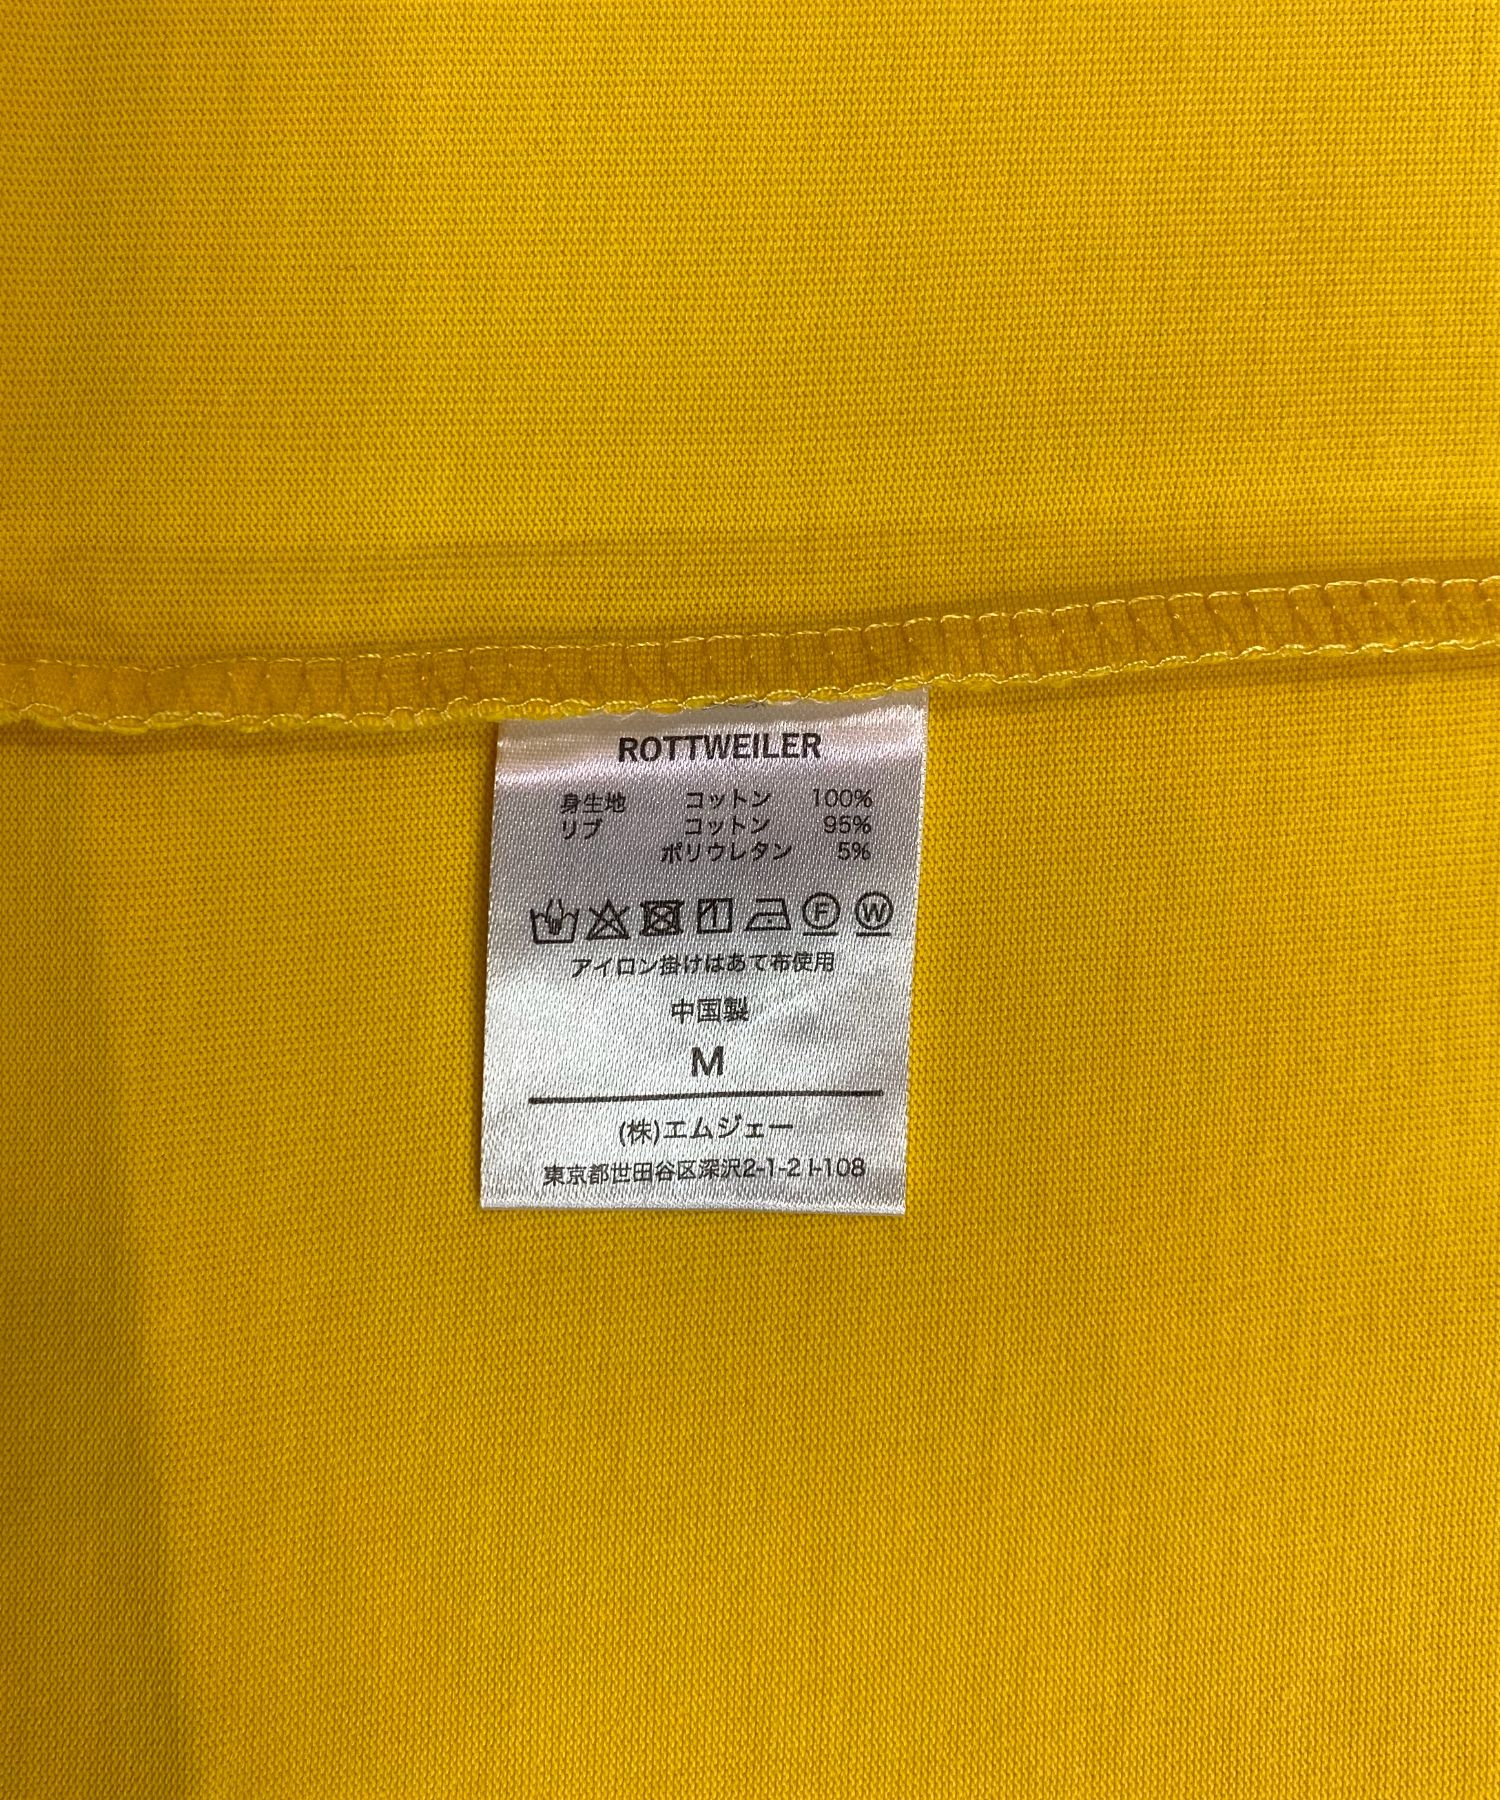 ROTTWEILER
身生地 コットン 100%
リブ コットン 95%
ポリウレタン 5%
F W
アイロン掛けはあて布使用
中国製
M
(株)エムジェー
東京都世田谷区深沢2-1-2 I-108